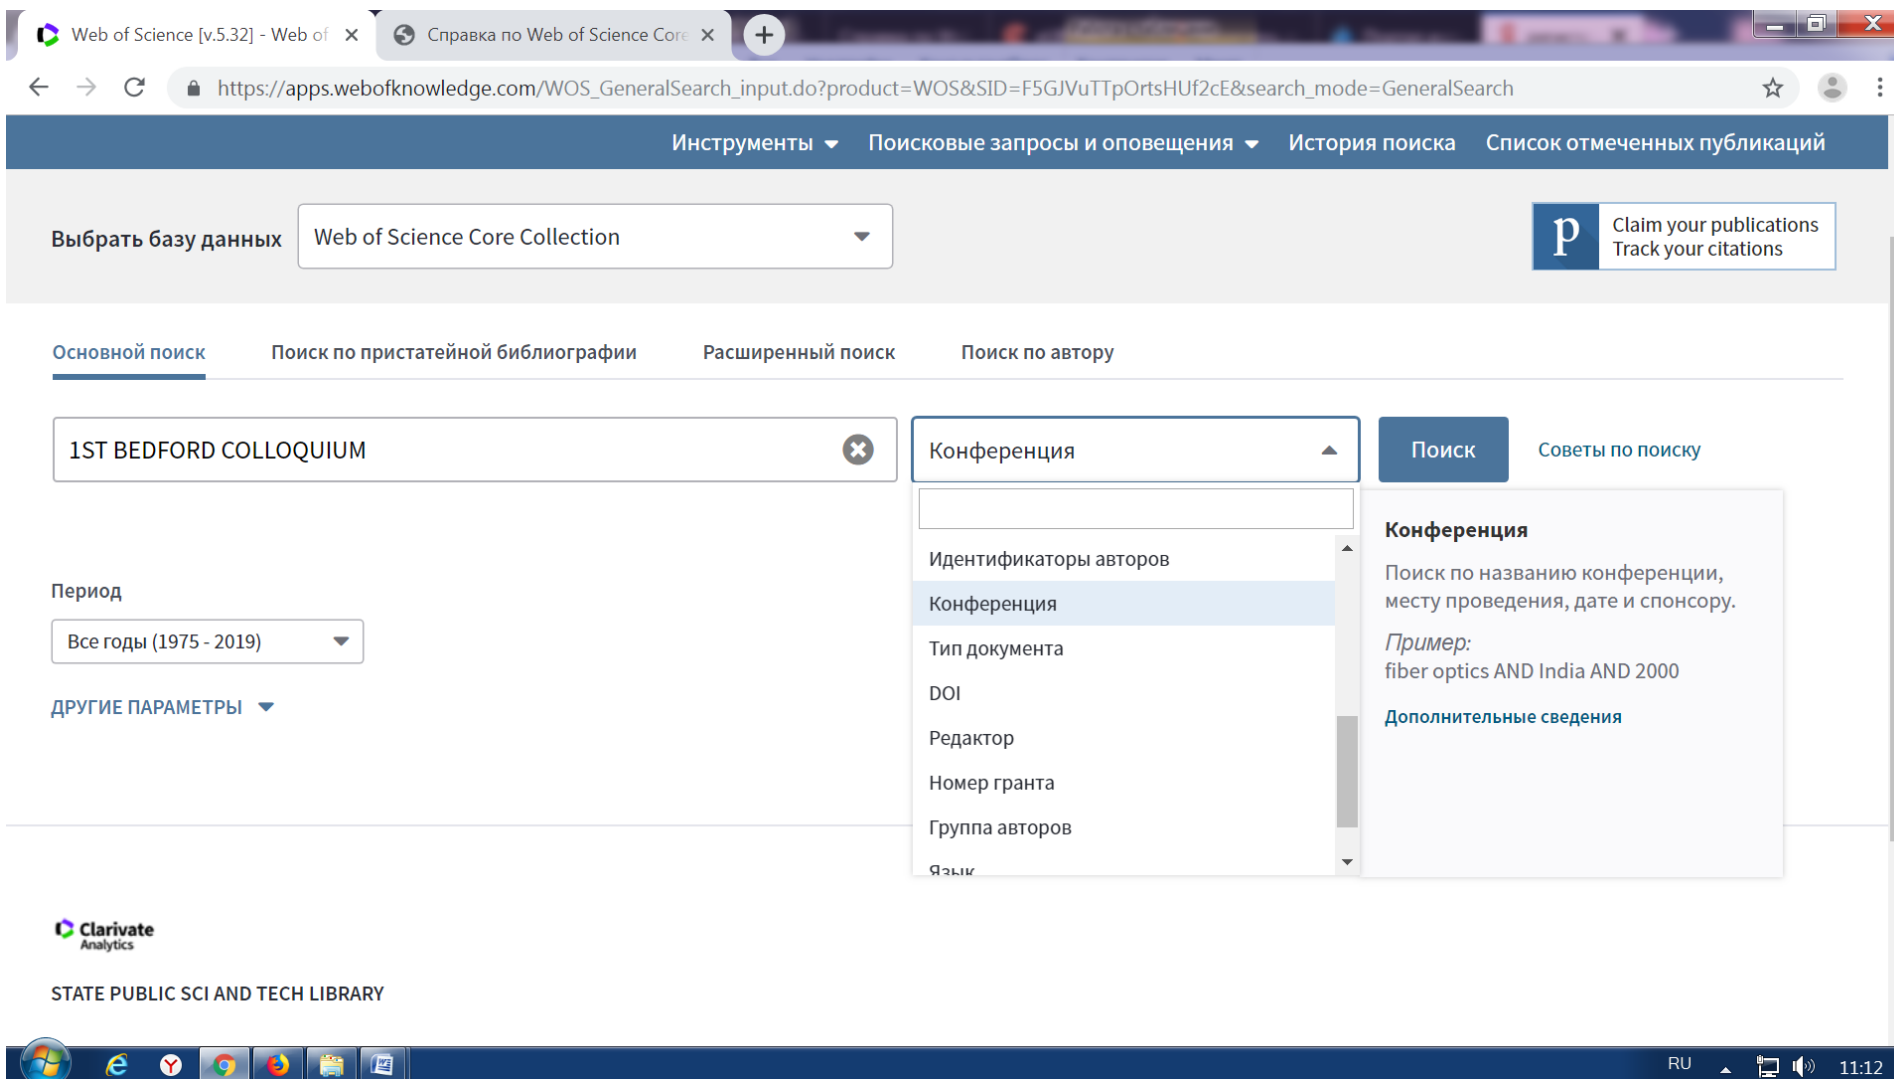 Web of Science [v.5.32] - Web of
Справка по Web of Science Core
https://apps.webofknowledge.com/WOS_GeneralSearch_input.do?product=WOS&SID=F5GJVuTTpOrtsHUf2cE&search_mode=GeneralSearch
Инструменты Поисковые запросы и оповещения История поиска Список отмеченных публикаций
Выбрать базу данных Web of Science Core Collection
p Claim your publications
Track your citations
Основной поиск Поиск по пристатейной библиографии Расширенный поиск Поиск по автору
1ST BEDFORD COLLOQUIUM Конференция Поиск Советы по поиску
Идентификаторы авторов
Конференция
Тип документа
DOI
Редактор
Номер гранта
Группа авторов
Язык
Конференция
Поиск по названию конференции,
месту проведения, дате и спонсору.
Пример:
fiber optics AND India AND 2000
Дополнительные сведения
Период
Все годы (1975 - 2019)
ДРУГИЕ ПАРАМЕТРЫ
Clarivate
Analytics
STATE PUBLIC SCI AND TECH LIBRARY
RU 11:12